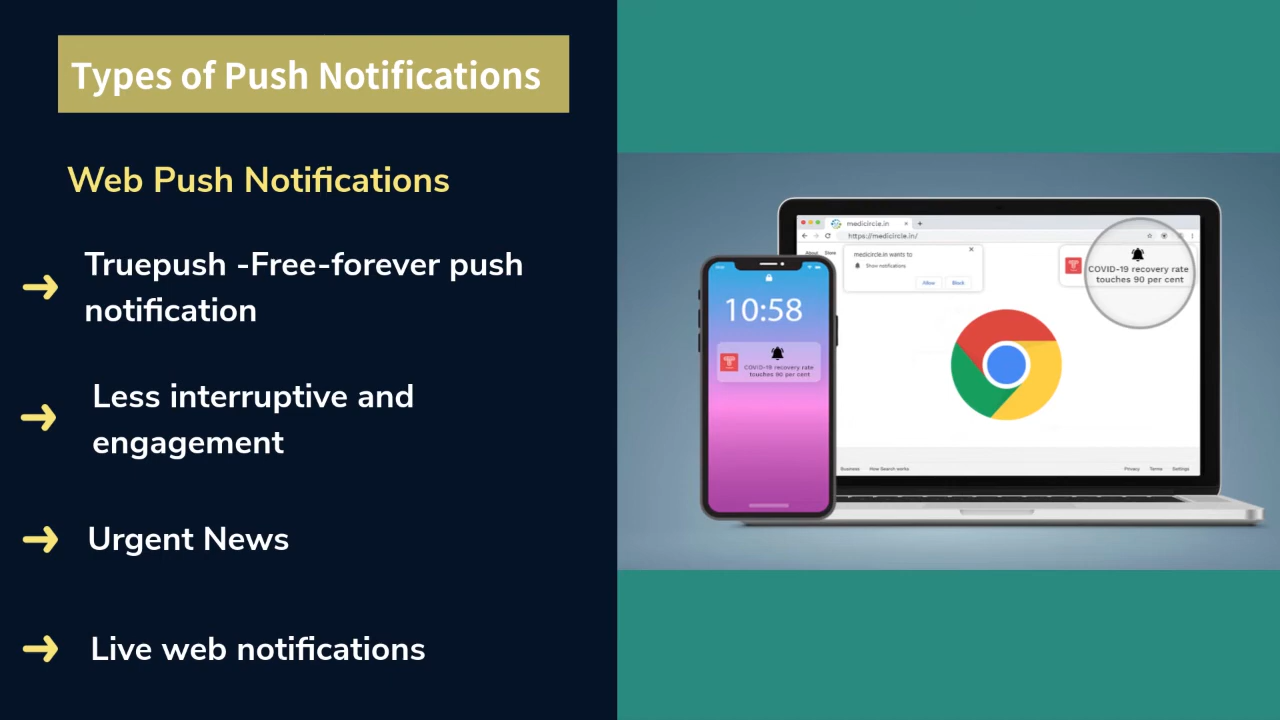 Types of Push Notifications
Web Push Notifications
Truepush -Free-forever push
notification
Less interruptive and
engagement
Urgent News
Live web notifications
medicircle.in
https://medicircle.in/
About Store
medicircle.in wants to
Show notifications
Allow Block
COVID-19 recovery rate
touches 90 per cent
10:58
COVID-19 recovery rate
touches 90 per cent
Business How Search works
Privacy Terms Settings